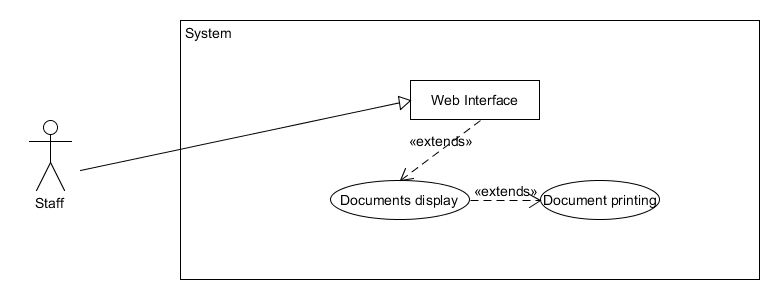 System
Web Interface
«extends»
Staff
Documents display
«extends»
Document printing